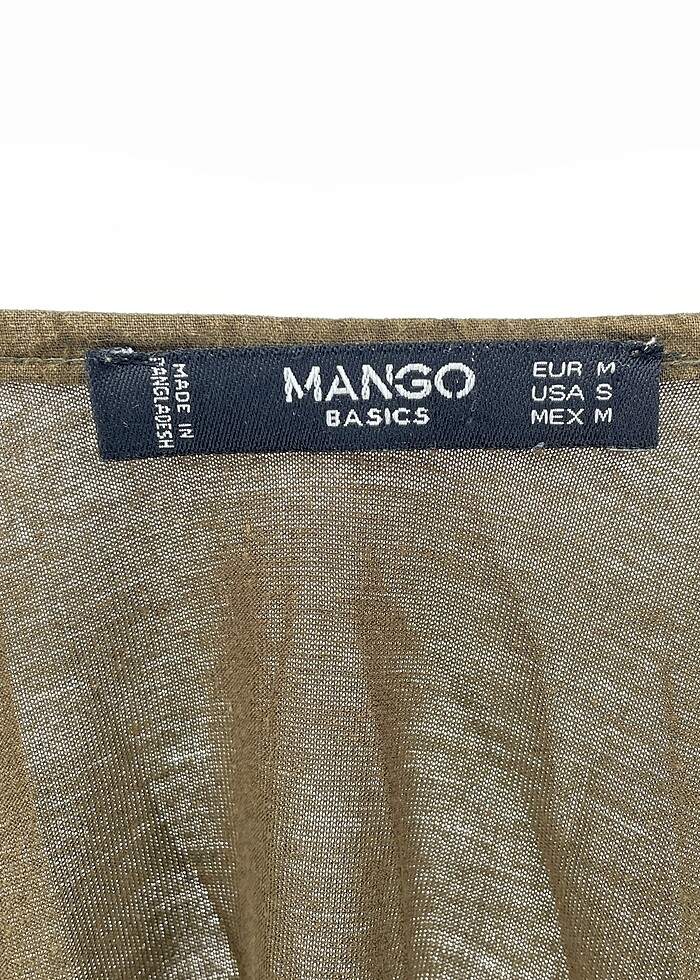 MADE IN
BANGLADESH
MANGO
BASICS
EUR M
USA S
MEX M